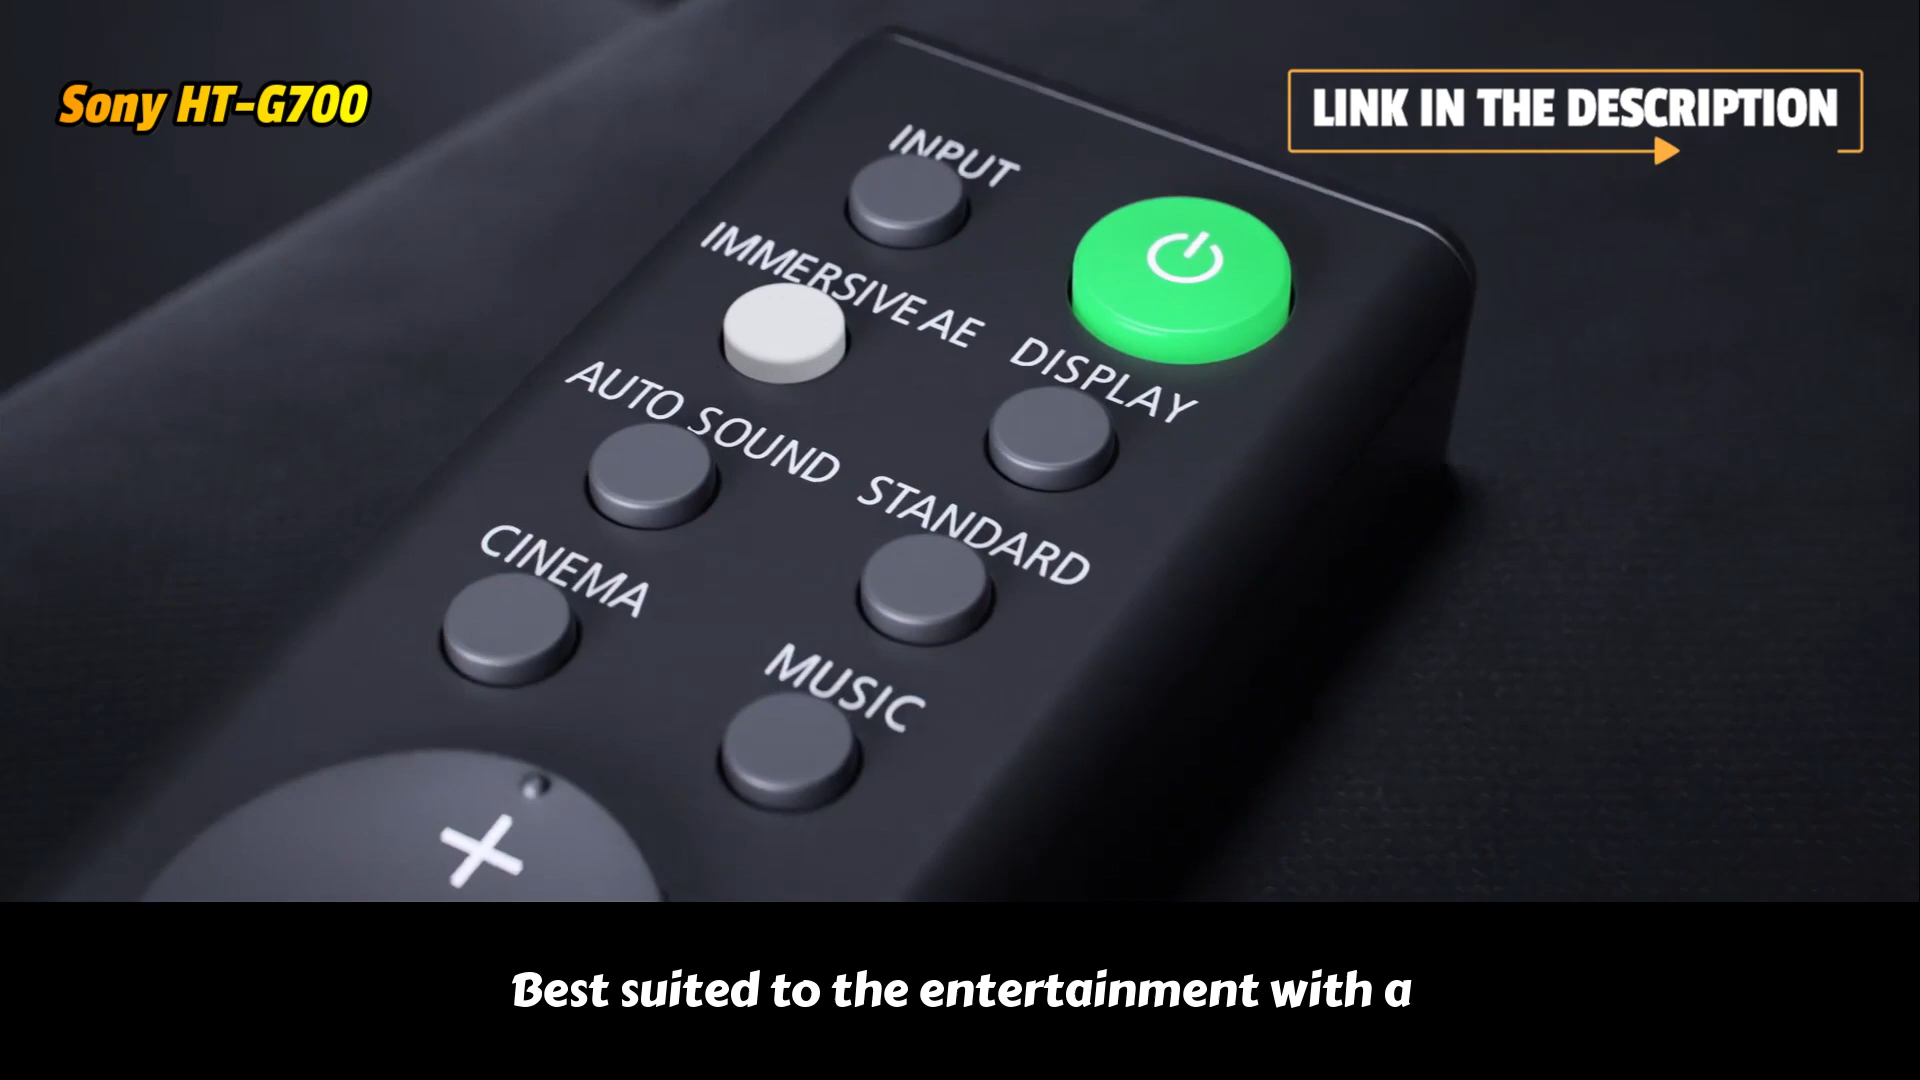 Sony HT-G700
LINK IN THE DESCRIPTION
INPUT
IMMERSIVE AE
DISPLAY
AUTO SOUND
STANDARD
CINEMA
MUSIC
+
Best suited to the entertainment with a